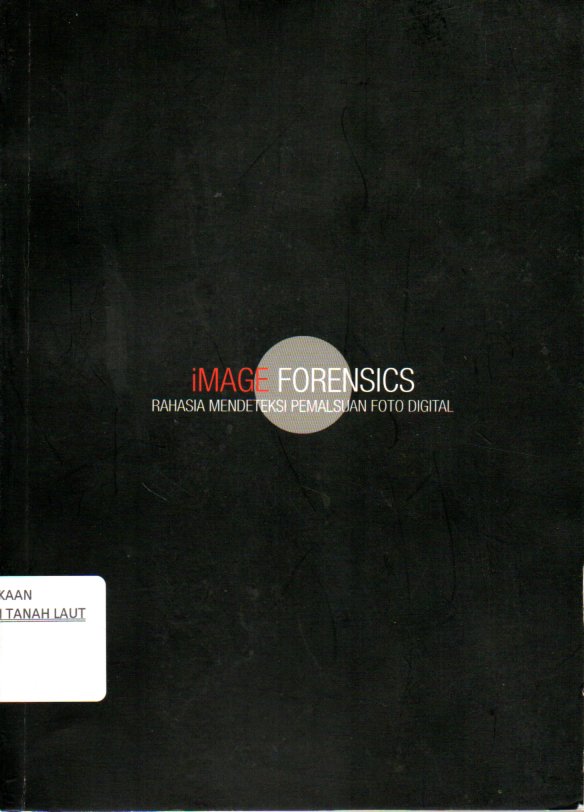 iMAGE FORENSICS
RAHASIA MENDETEKSI PEMALSUAN FOTO DIGITAL
KAAN
TANAH LAUT